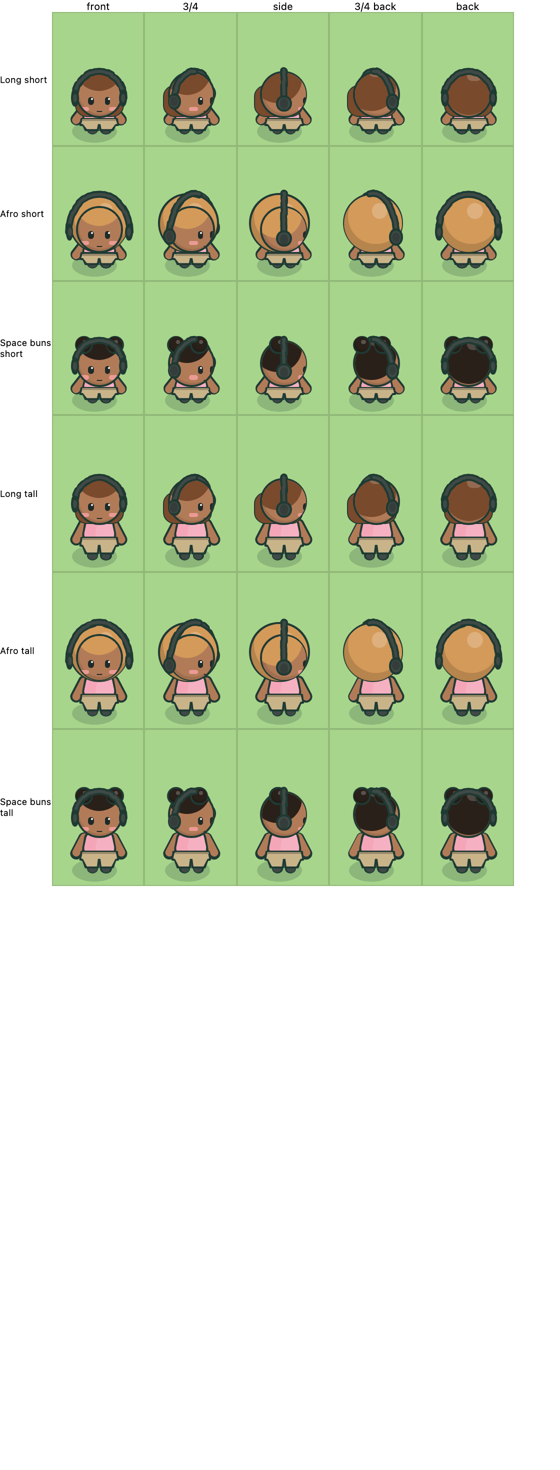 front 3/4 side 3/4 back back
Long short
Afro short
Space buns
short
Long tall
Afro tall
Space buns
tall